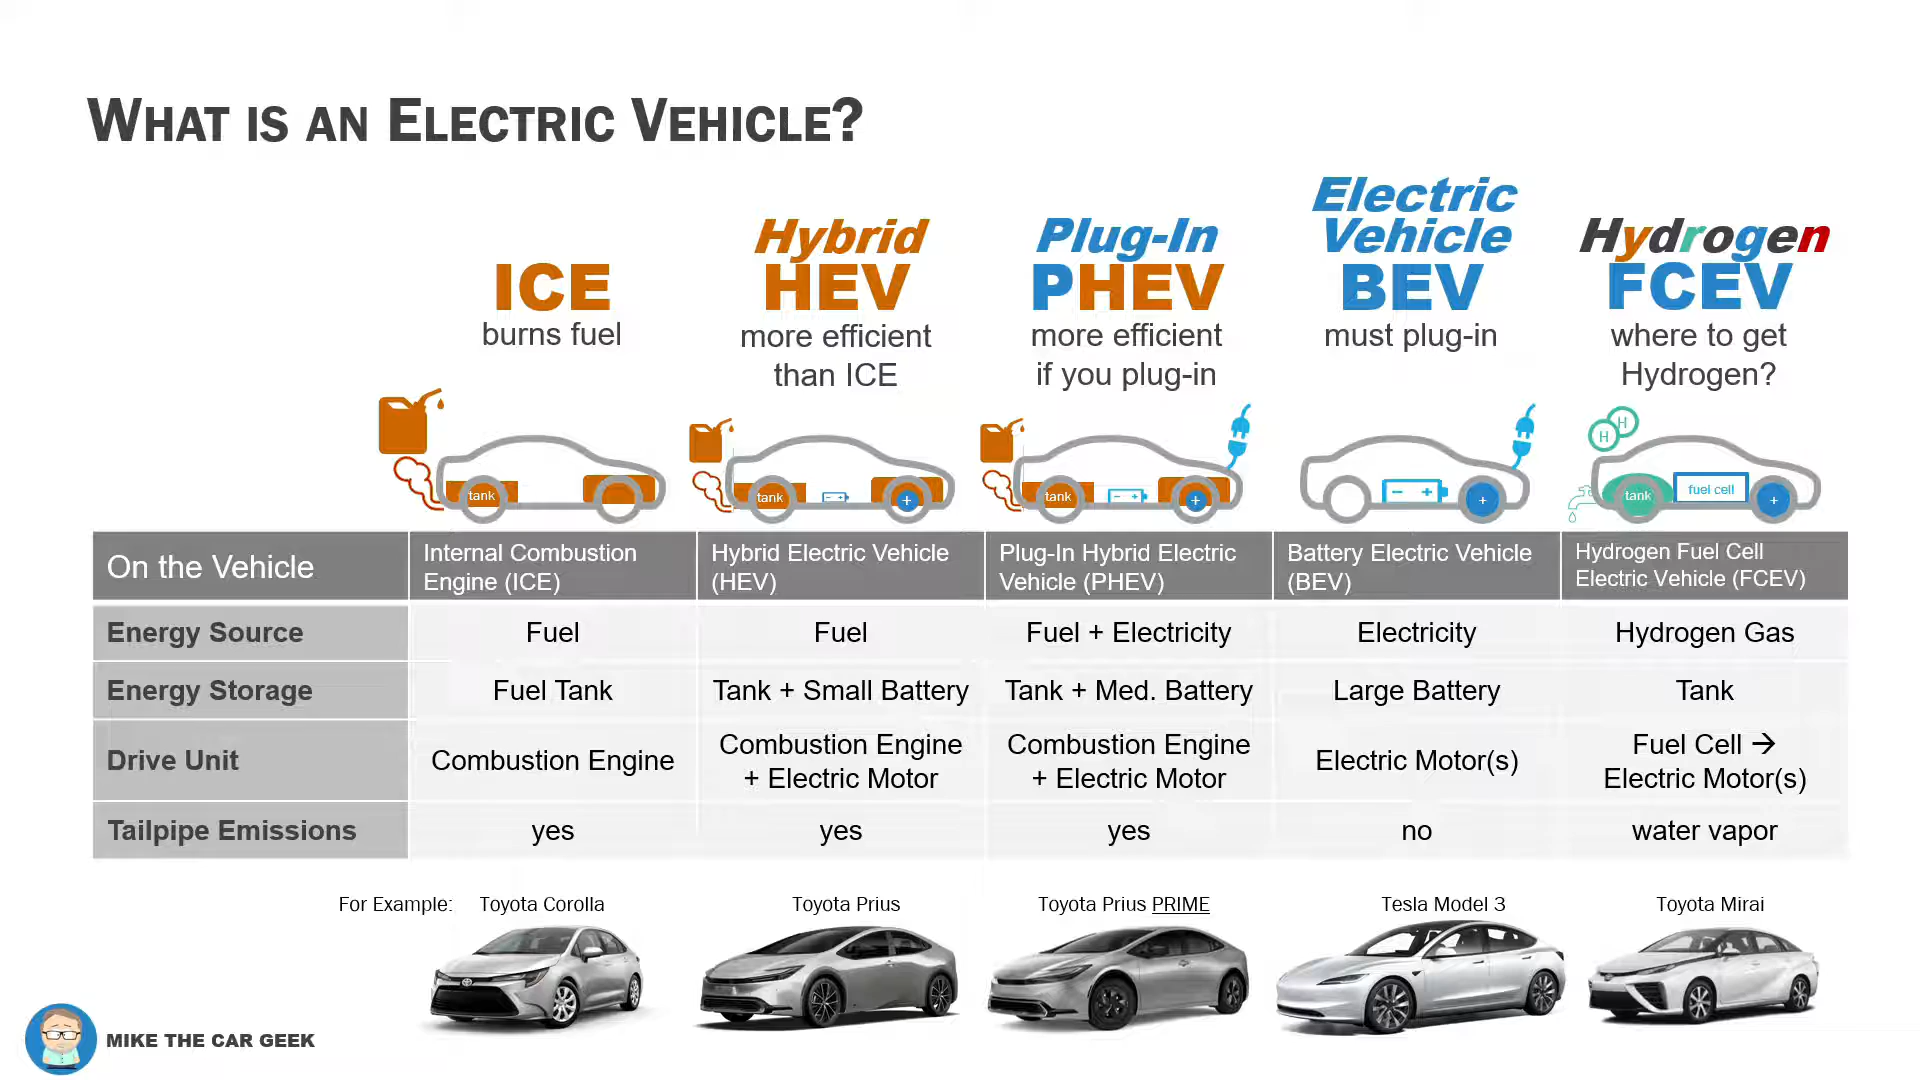 WHAT IS AN ELECTRIC VEHICLE?
ICE
burns fuel
Hybrid
HEV
more efficient
than ICE
Plug-In
PHEV
more efficient
if you plug-in
Electric
Vehicle
BEV
must plug-in
Hydrogen
FCEV
where to get
Hydrogen?
tank
tank
- +
+
tank
- +
+
- +
+
H H
tank
fuel cell
+
On the Vehicle
Internal Combustion
Engine (ICE)
Hybrid Electric Vehicle
(HEV)
Plug-In Hybrid Electric
Vehicle (PHEV)
Battery Electric Vehicle
(BEV)
Hydrogen Fuel Cell
Electric Vehicle (FCEV)
Energy Source
Fuel
Fuel
Fuel + Electricity
Electricity
Hydrogen Gas
Energy Storage
Fuel Tank
Tank + Small Battery
Tank + Med. Battery
Large Battery
Tank
Drive Unit
Combustion Engine
Combustion Engine
+ Electric Motor
Combustion Engine
+ Electric Motor
Electric Motor(s)
Fuel Cell →
Electric Motor(s)
Tailpipe Emissions
yes
yes
yes
no
water vapor
For Example:
Toyota Corolla
Toyota Prius
Toyota Prius PRIME
Tesla Model 3
Toyota Mirai
MIKE THE CAR GEEK